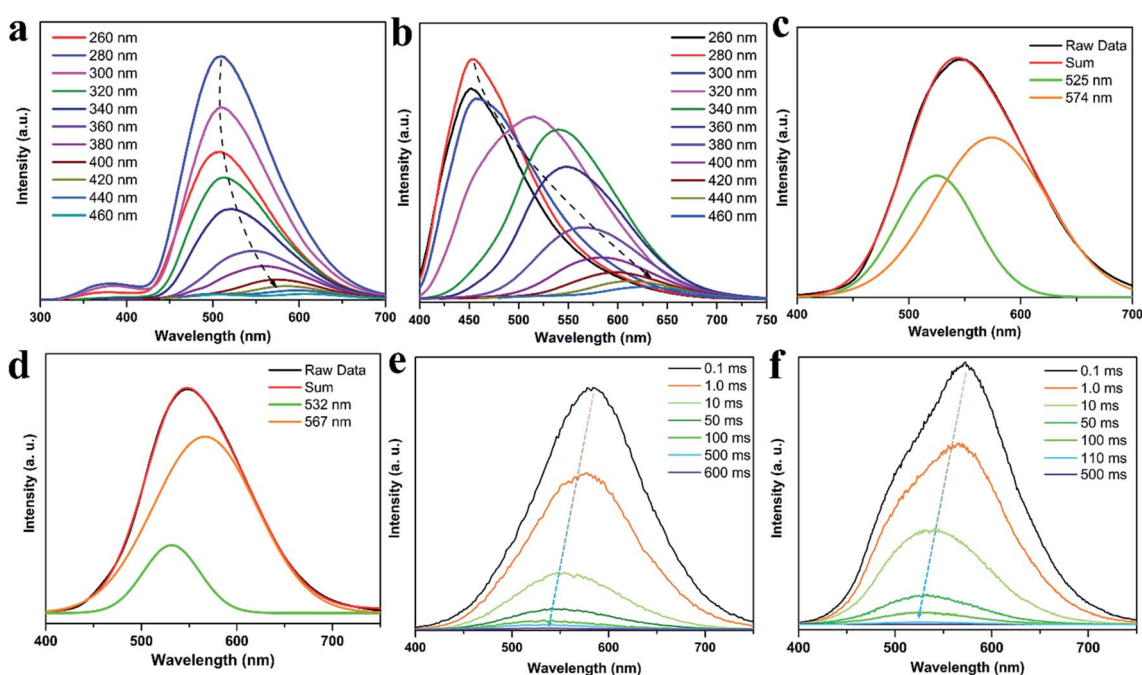 a
260 nm
280 nm
300 nm
320 nm
340 nm
360 nm
380 nm
400 nm
420 nm
440 nm
460 nm
Intensity (a.u.)
300 400 450 500 550 600 650 700
Wavelength (nm)
b
260 nm
280 nm
300 nm
320 nm
340 nm
360 nm
380 nm
400 nm
420 nm
440 nm
460 nm
Intensity (a.u.)
400 450 500 550 600 650 700 750
Wavelength (nm)
c
Raw Data
Sum
525 nm
574 nm
Intensity (a.u.)
400 500 600 700
Wavelength (nm)
d
Raw Data
Sum
532 nm
567 nm
Intensity (a. u.)
400 500 600 700
Wavelength (nm)
e
0.1 ms
1.0 ms
10 ms
50 ms
100 ms
500 ms
600 ms
Intensity (a. u.)
400 450 500 550 600 650 700
Wavelength (nm)
f
0.1 ms
1.0 ms
10 ms
50 ms
100 ms
110 ms
500 ms
Intensity (a. u.)
400 500 600 700
Wavelength (nm)